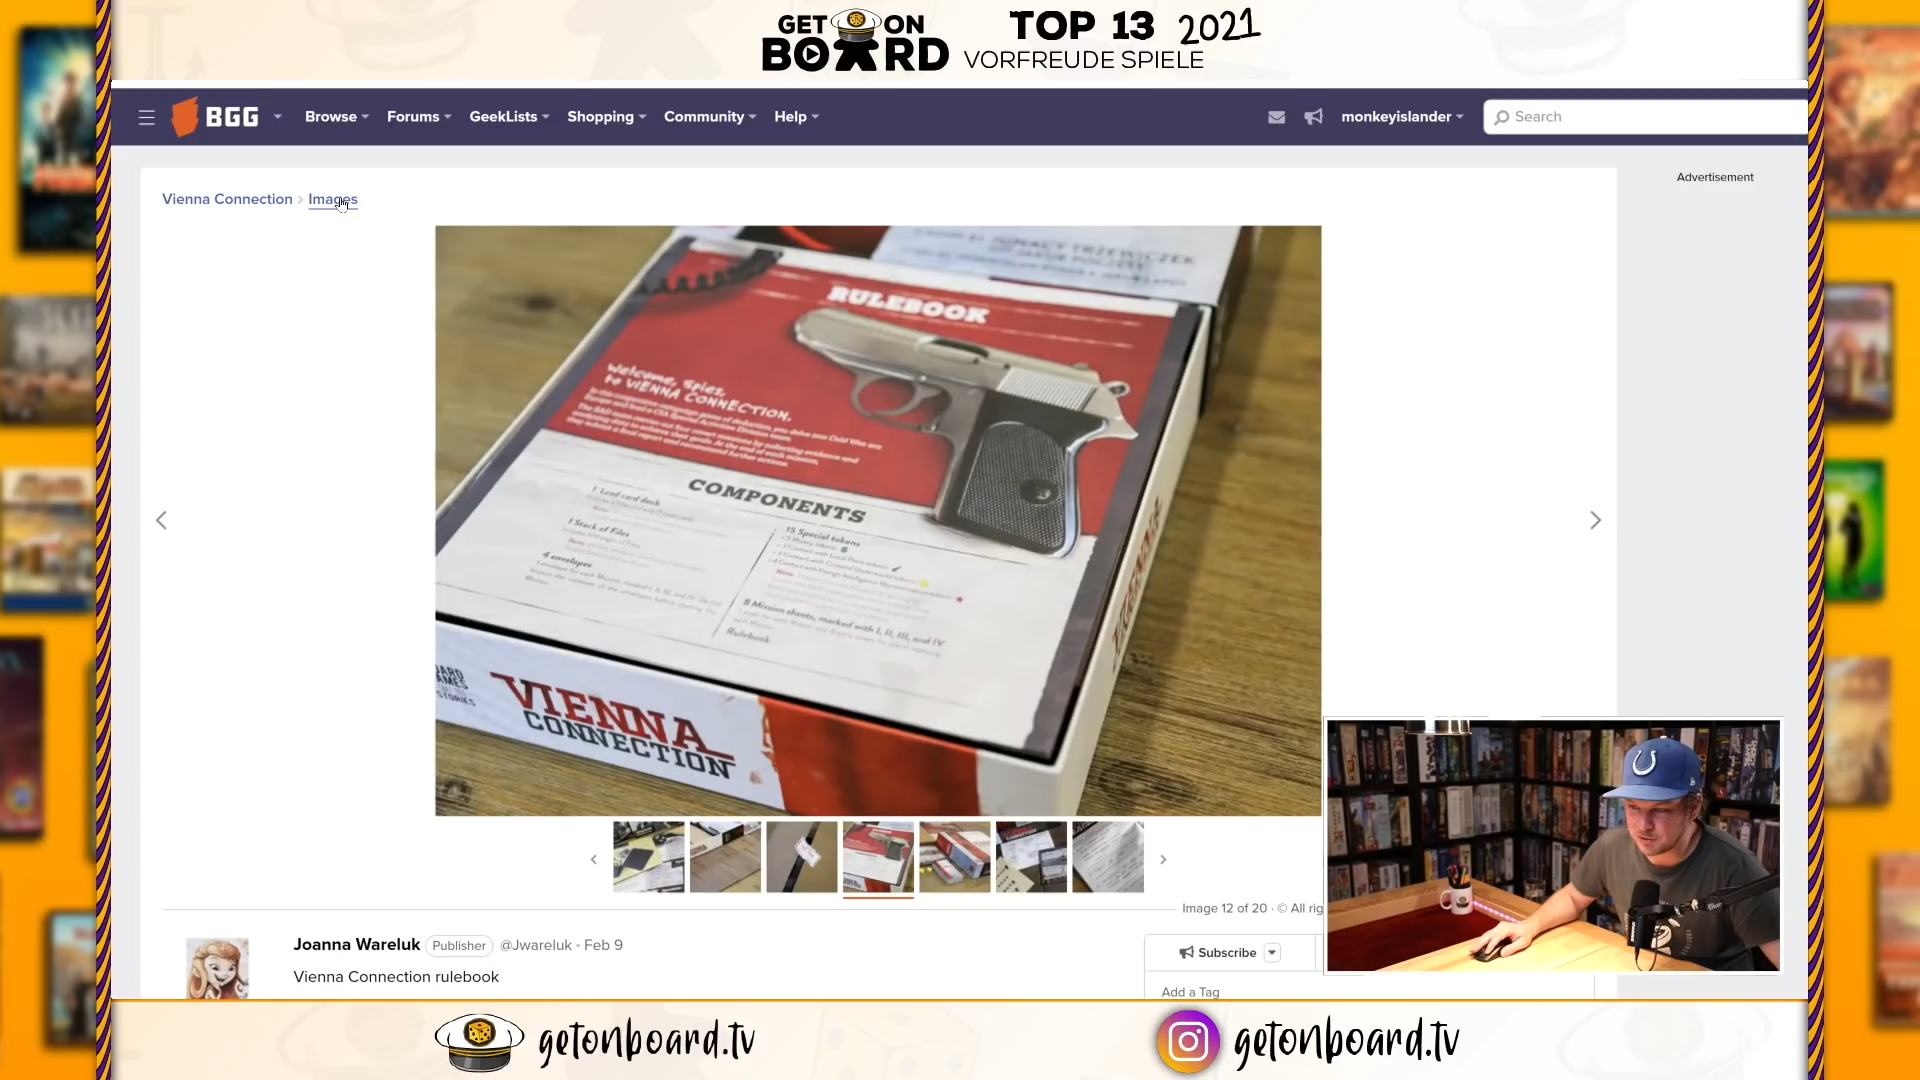 GET ON
BOARD
TOP 13 2021
VORFREUDE SPIELE
BGG
Browse
Forums
GeekLists
Shopping
Community
Help
monkeyislander
Search
Advertisement
Vienna Connection > Images
RULEBOOK
Welcome, Spies,
to VIENNA CONNECTION.
COMPONENTS
1 Lead card deck
1 Stack of Files
4 envelopes
15 Special tokens
8 Mission sheets, marked with I, II, III, and IV
Rulebook
VIENNA
CONNECTION
Image 12 of 20 · © All rig
Joanna Wareluk Publisher @Jwareluk · Feb 9
Vienna Connection rulebook
Subscribe
Add a Tag
getonboard.tv
getonboard.tv